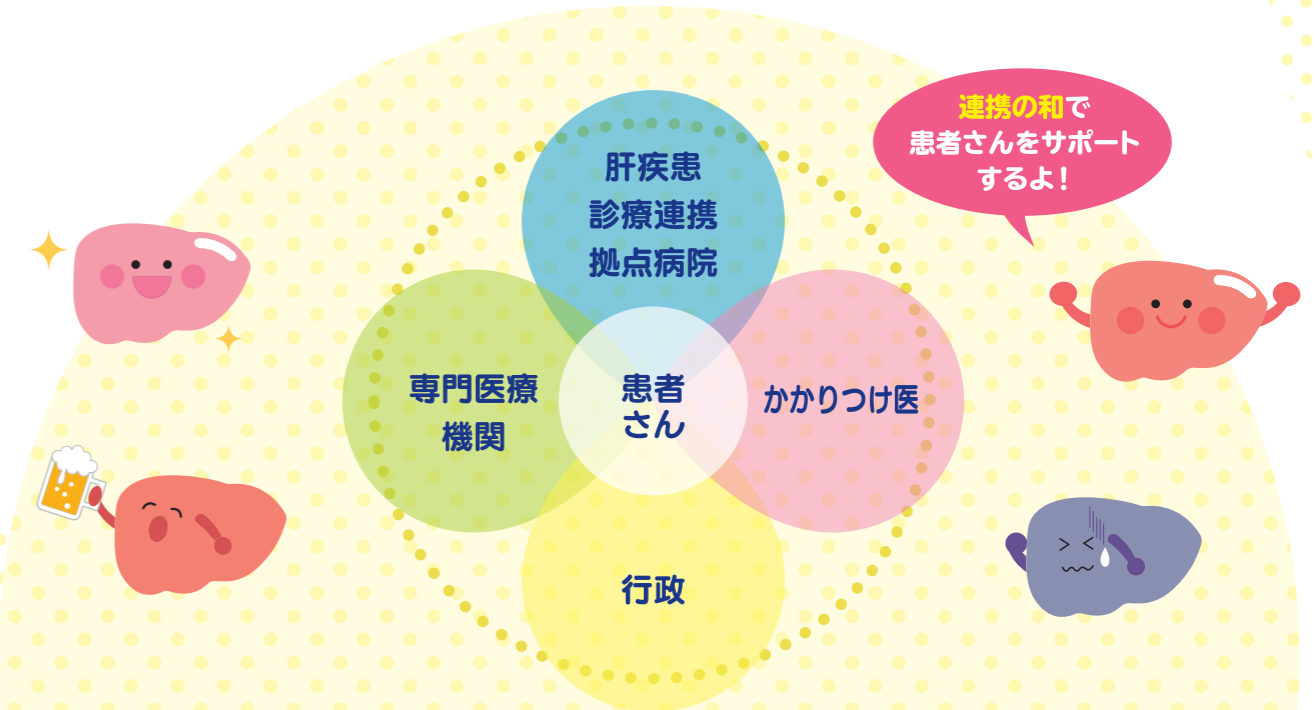 連携の和で
患者さんをサポート
するよ！
肝疾患
診療連携
拠点病院
専門医療
機関
患者
さん
かかりつけ医
行政